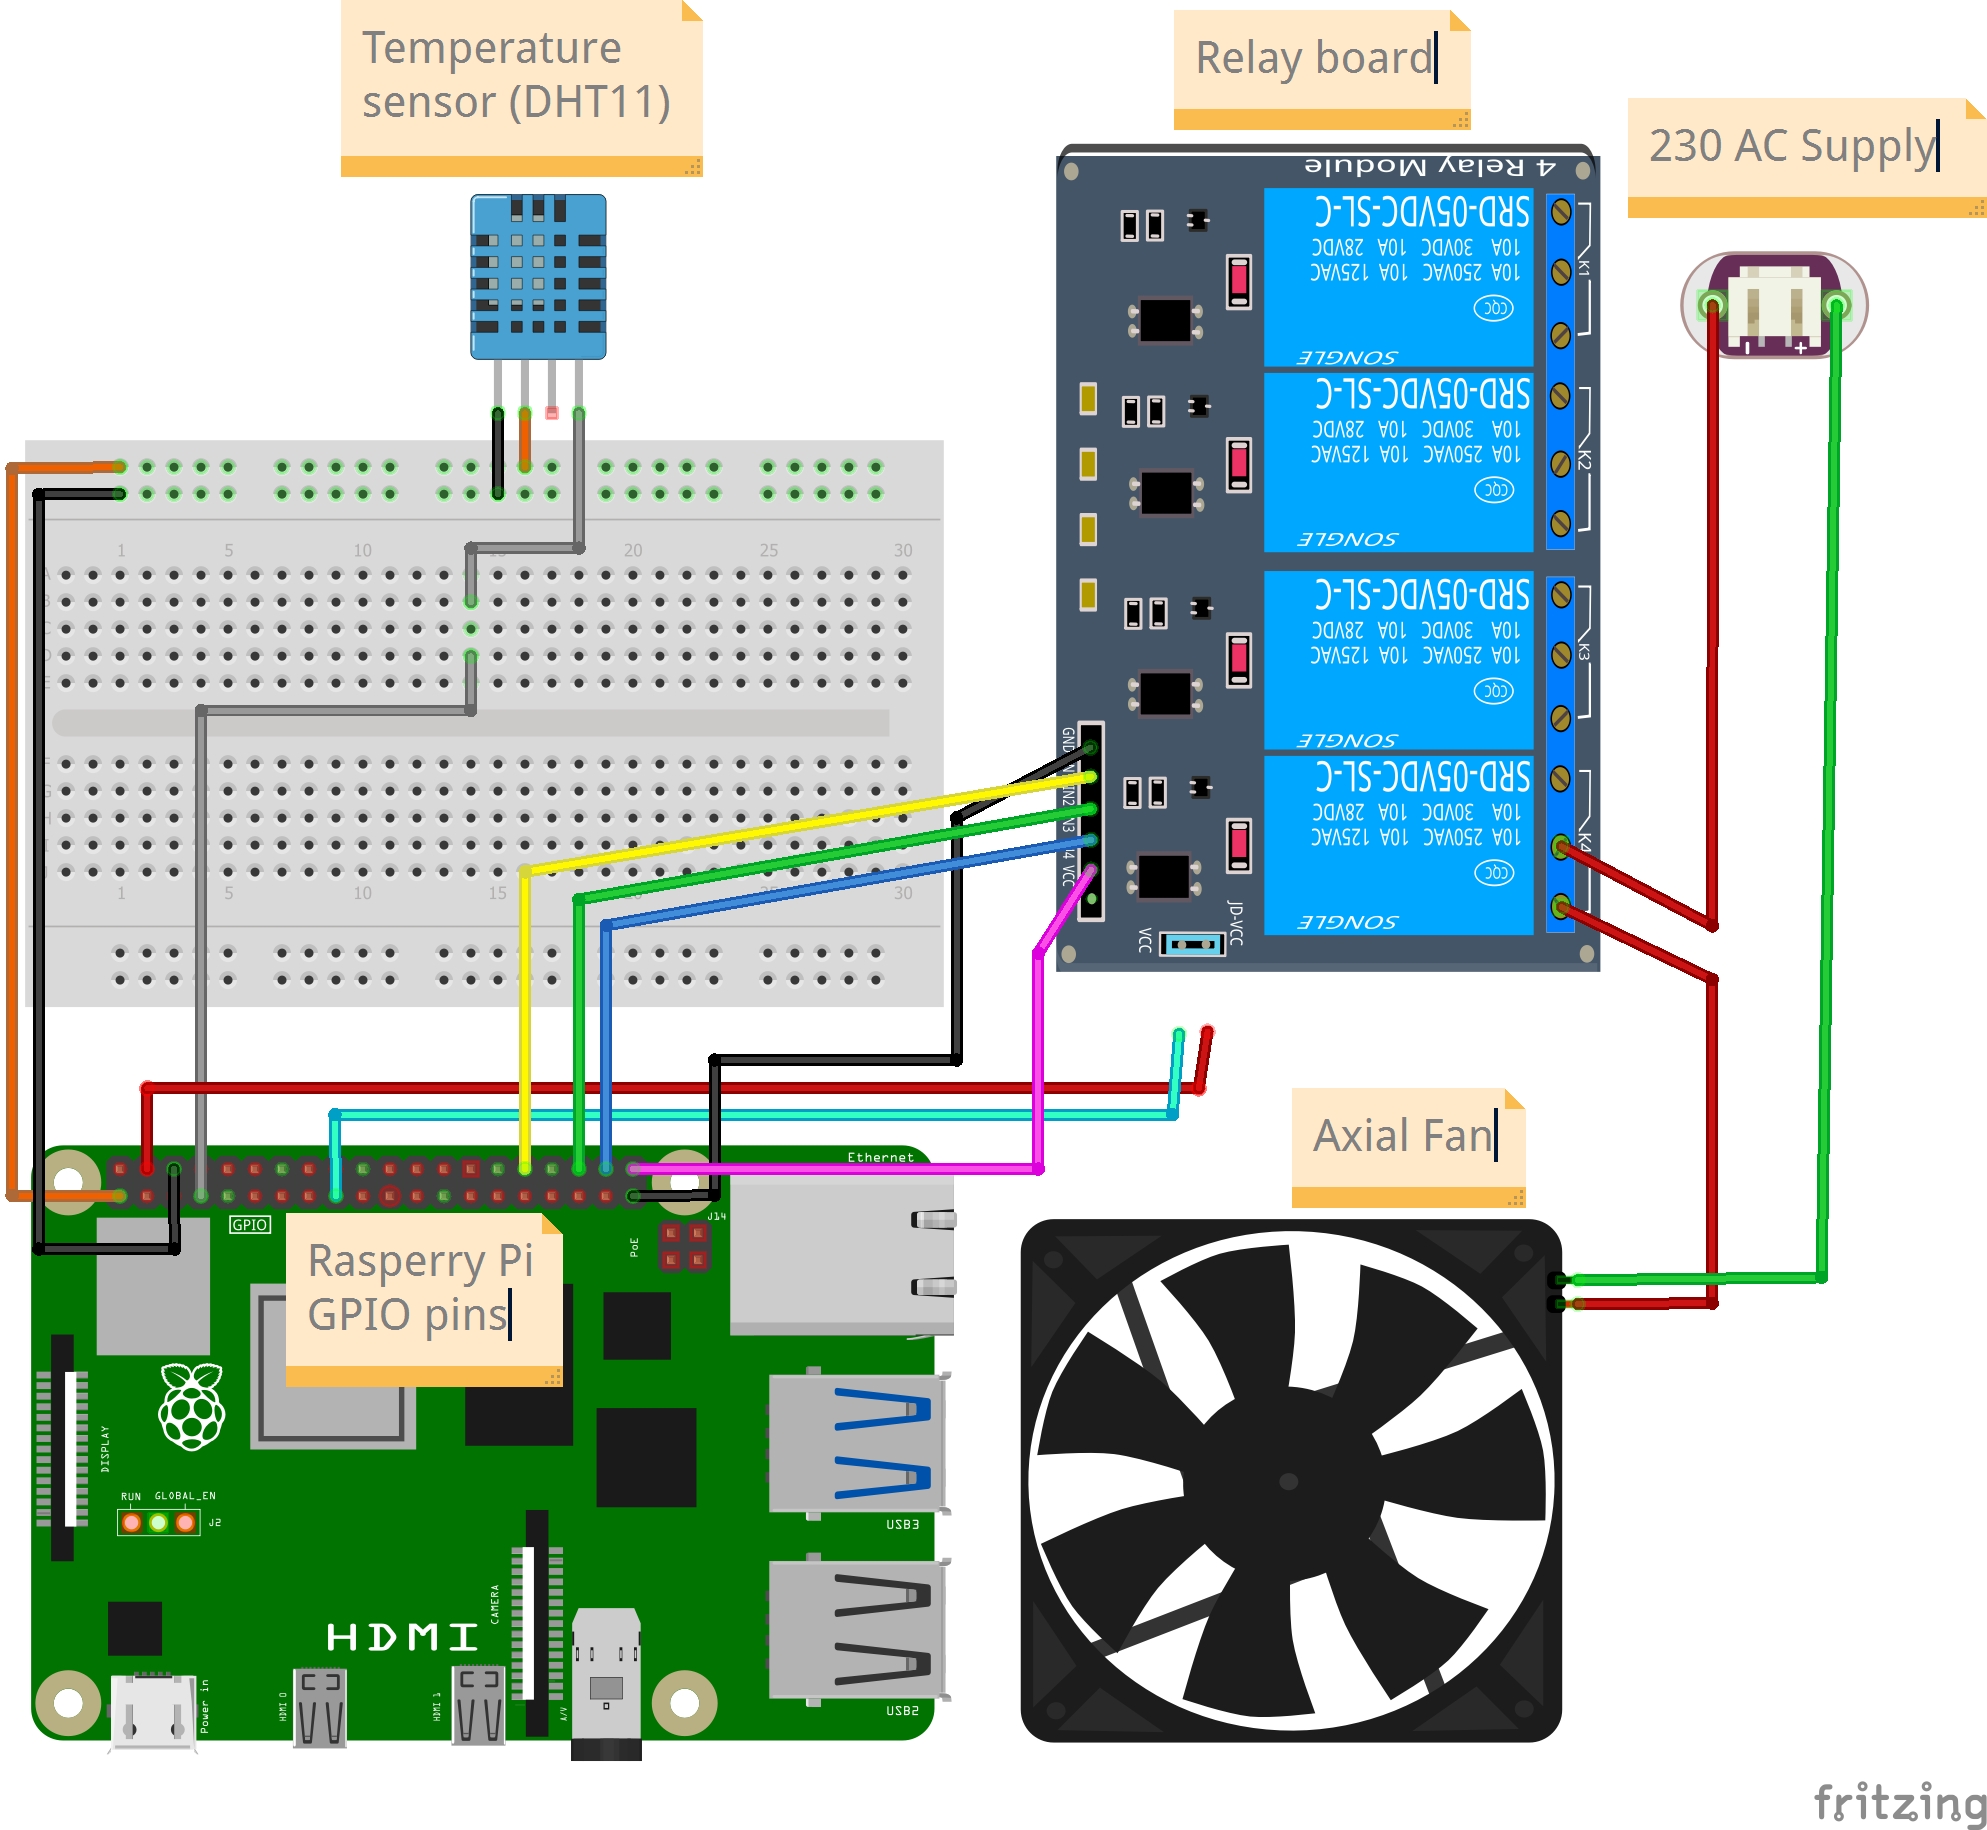 Temperature
sensor (DHT11)
Relay board
230 AC Supply
4 Relay Module
SRD-05VDC-SL-C
10A 30VDC 10A 28VDC
10A 250VAC 10A 125VAC
CQC
SONGLE
K1
SRD-05VDC-SL-C
10A 30VDC 10A 28VDC
10A 250VAC 10A 125VAC
CQC
SONGLE
K2
SRD-05VDC-SL-C
10A 30VDC 10A 28VDC
10A 250VAC 10A 125VAC
CQC
SONGLE
K3
SRD-05VDC-SL-C
10A 30VDC 10A 28VDC
10A 250VAC 10A 125VAC
CQC
SONGLE
K4
GND
IN2
VCC
VCC
JD-VCC
1 5 10 15 20 25 30
1 5 10 15 25 30
Axial Fan
Ethernet
GPIO
J14
PoE
Rasperry Pi
GPIO pins
DISPLAY
RUN GLOBAL_EN
J2
USB3
CAMERA
HDMI
USB2
Power in
HDMI 0
HDMI 1
A/V
fritzing